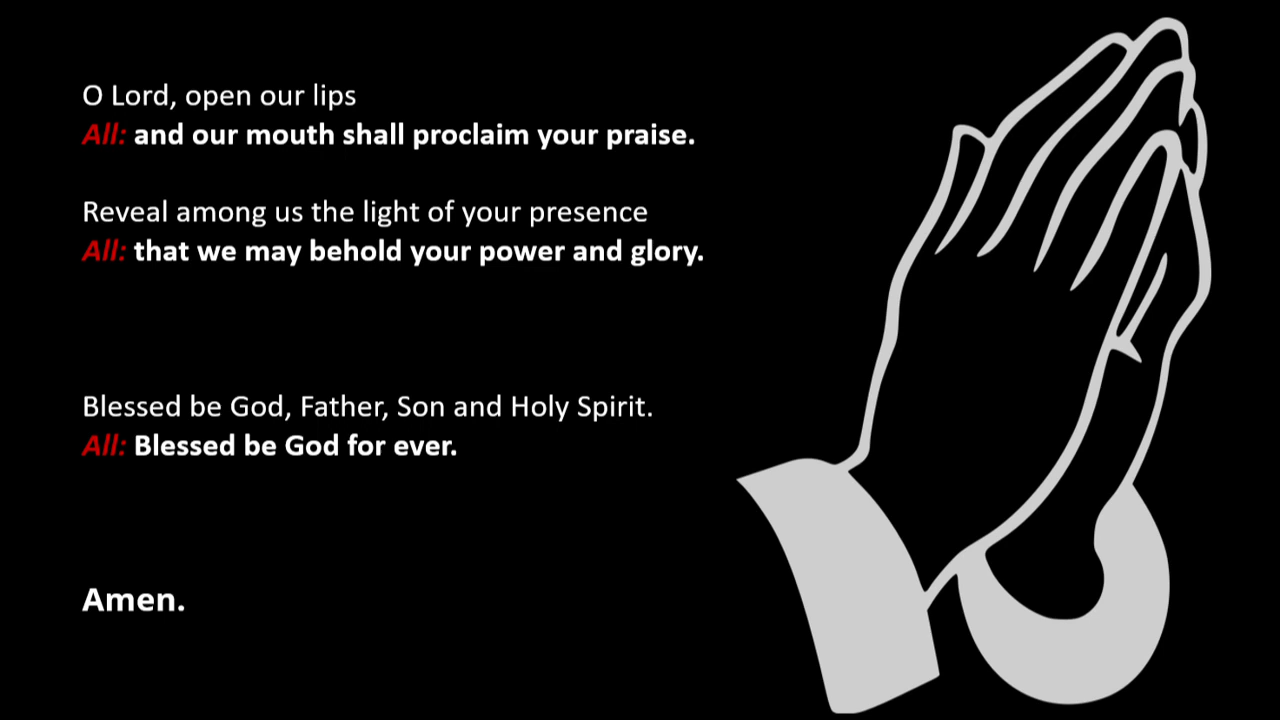 O Lord, open our lips
All: and our mouth shall proclaim your praise.
Reveal among us the light of your presence
All: that we may behold your power and glory.
Blessed be God, Father, Son and Holy Spirit.
All: Blessed be God for ever.
Amen.